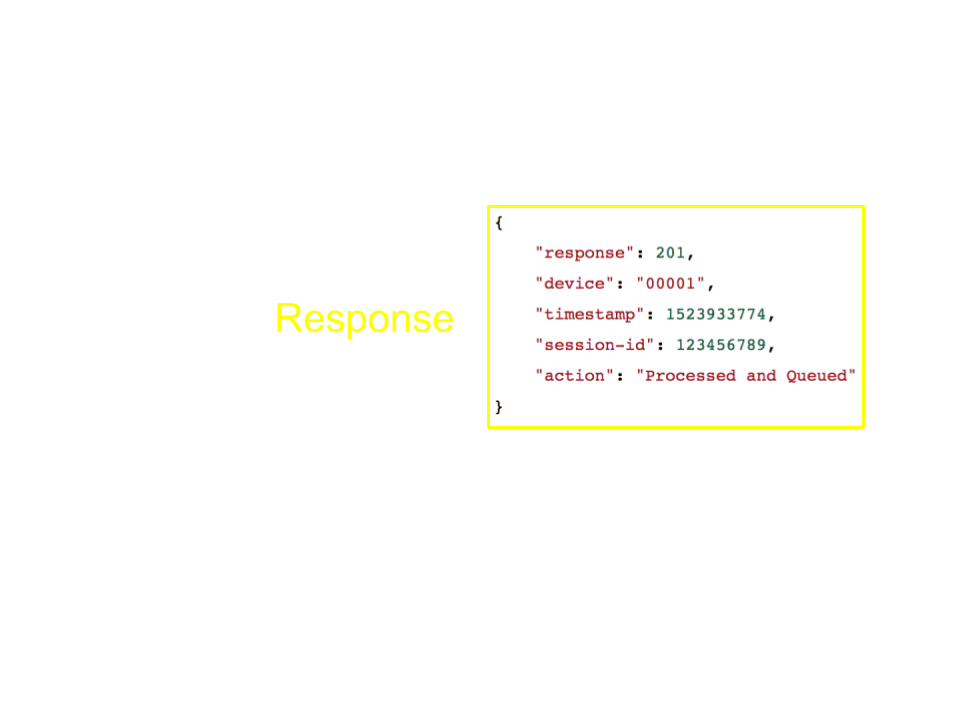 Response
{
    "response": 201,
    "device": "00001",
    "timestamp": 1523933774,
    "session-id": 123456789,
    "action": "Processed and Queued"
}